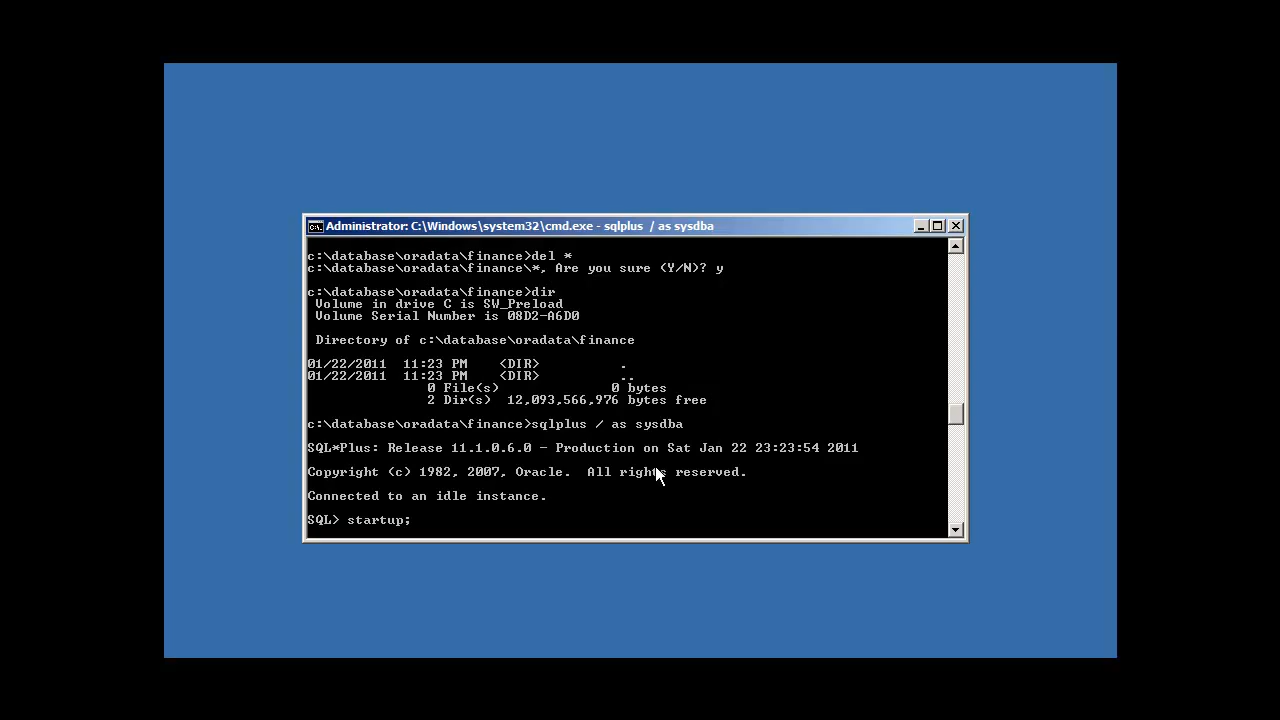 Administrator: C:\Windows\system32\cmd.exe - sqlplus  / as sysdba
c:\database\oradata\finance>del *
c:\database\oradata\finance\*, Are you sure (Y/N)? y
c:\database\oradata\finance>dir
 Volume in drive C is SW_Preload
 Volume Serial Number is 08D2-A6D0
 Directory of c:\database\oradata\finance
01/22/2011  11:23 PM    <DIR>          .
01/22/2011  11:23 PM    <DIR>          ..
               0 File(s)              0 bytes
               2 Dir(s)  12,093,566,976 bytes free
c:\database\oradata\finance>sqlplus / as sysdba
SQL*Plus: Release 11.1.0.6.0 - Production on Sat Jan 22 23:23:54 2011
Copyright (c) 1982, 2007, Oracle.  All rights reserved.
Connected to an idle instance.
SQL> startup;